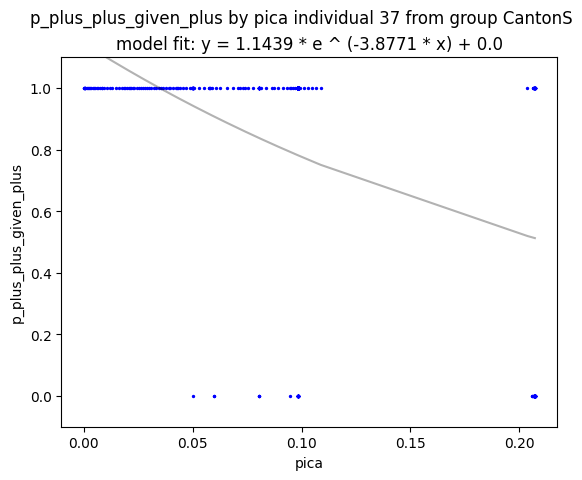 p_plus_plus_given_plus by pica individual 37 from group CantonS
model fit: y = 1.1439 * e ^ (-3.8771 * x) + 0.0
p_plus_plus_given_plus
1.0
0.8
0.6
0.4
0.2
0.0
0.00 0.05 0.10 0.15 0.20
pica